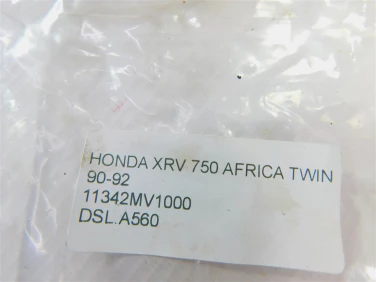 HONDA XRV 750 AFRICA TWIN
90-92
11342MV1000
DSL.A560